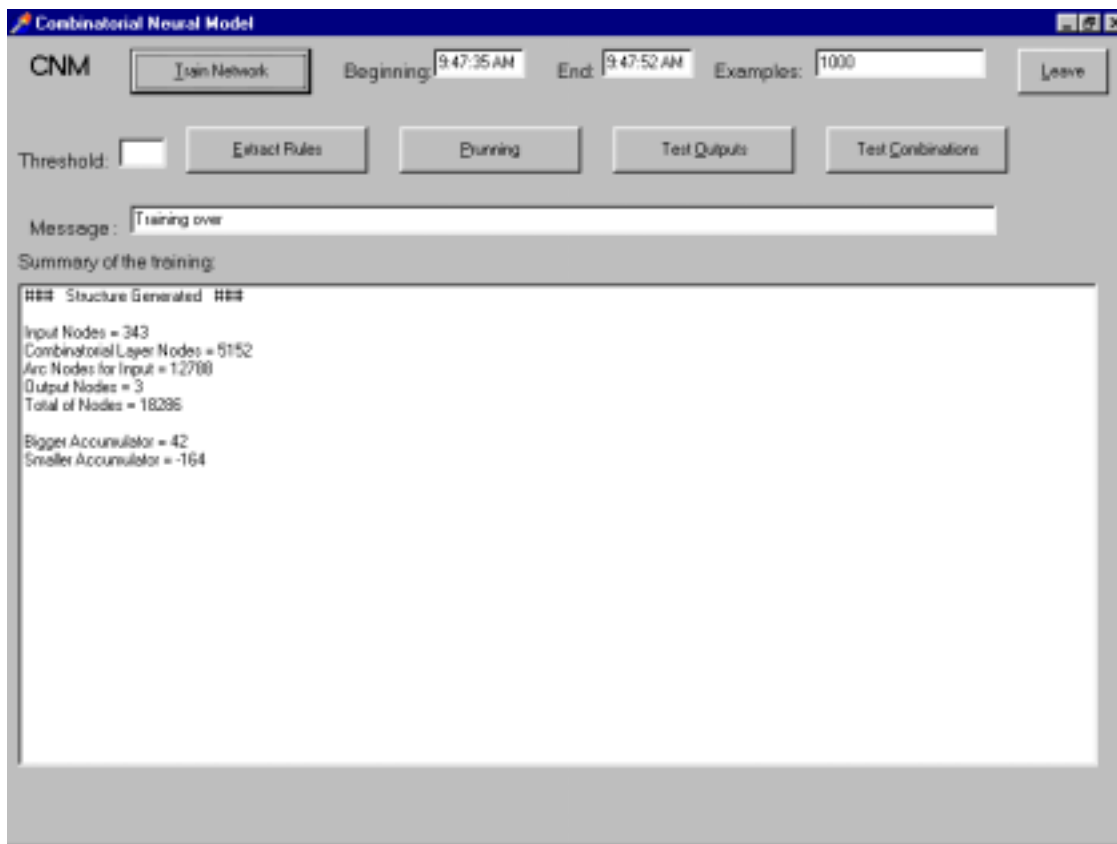 Combinatorial Neural Model
CNM Train Network Beginning: 9:47:35 AM End: 9:47:52 AM Examples: 1000 Leave
Threshold: Extract Rules Prunning Test Outputs Test Combinations
Message: Training over
Summary of the training:
### Structure Generated ###
Input Nodes = 343
Combinatorial Layer Nodes = 5152
Arc Nodes for Input = 12788
Output Nodes = 3
Total of Nodes = 18286
Bigger Accumulator = 42
Smaller Accumulator = -164